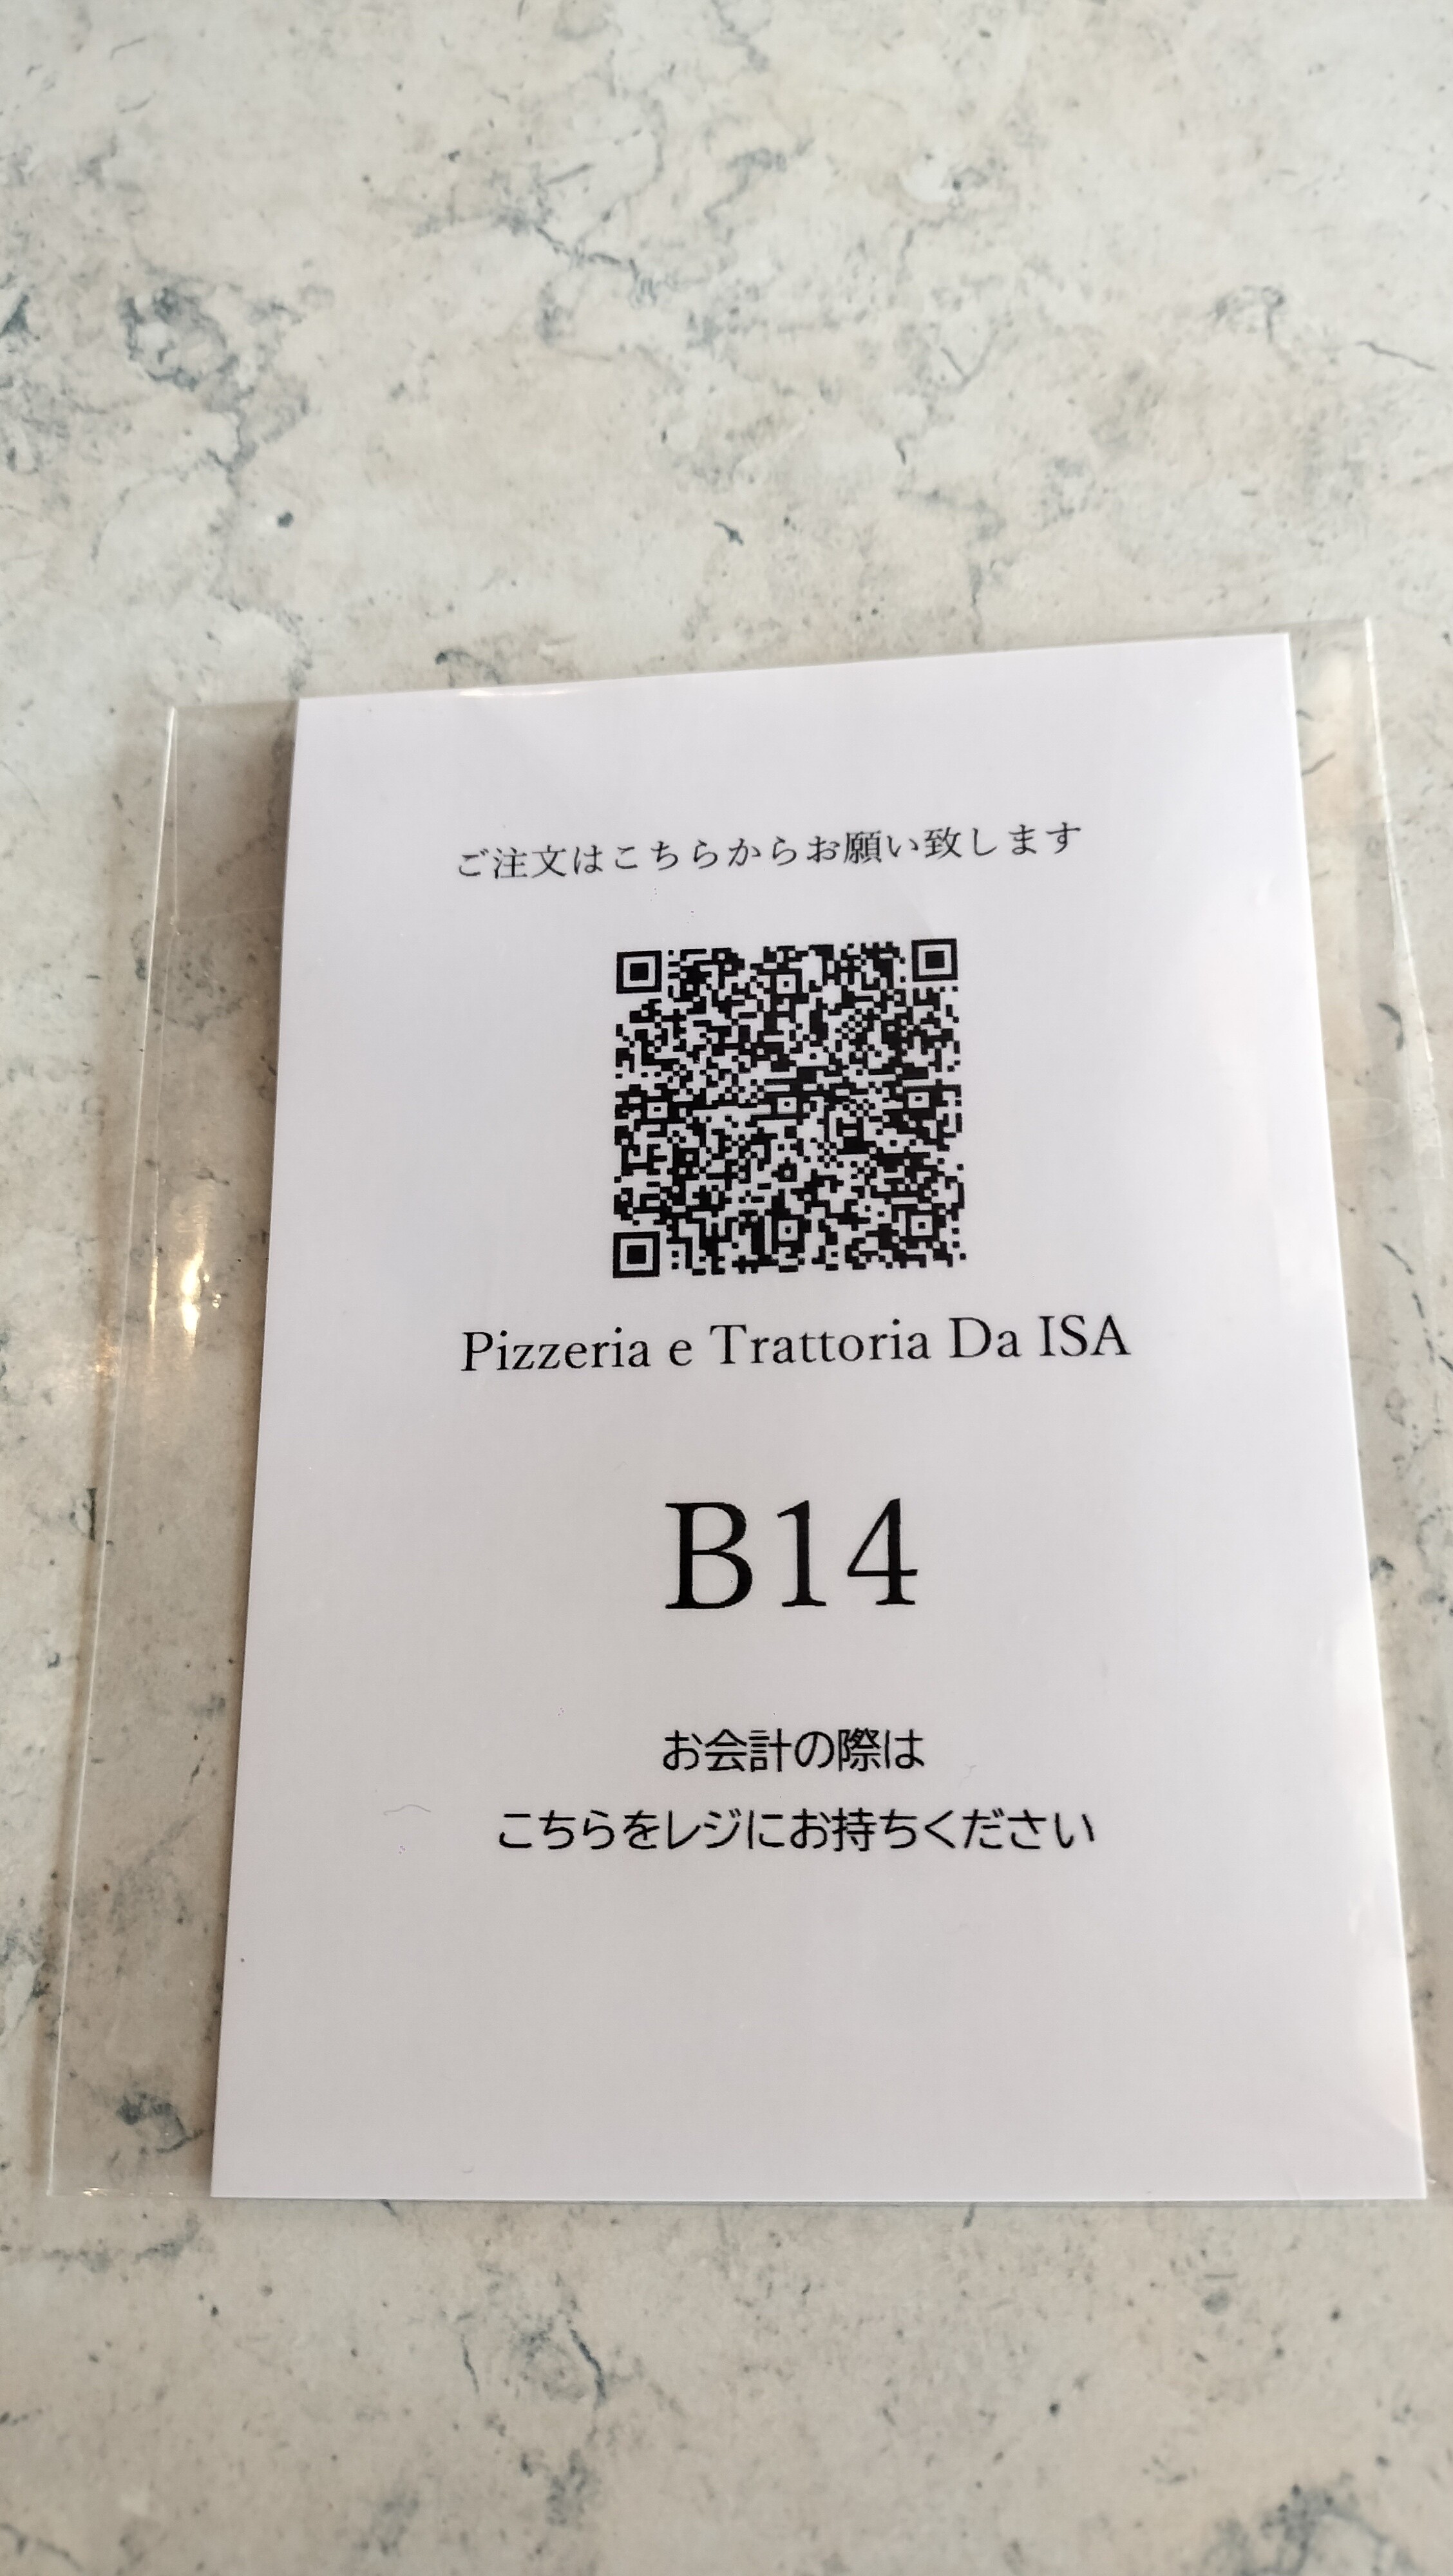 ご注文はこちらからお願い致します
Pizzeria e Trattoria Da ISA
B14
お会計の際は
こちらをレジにお持ちください